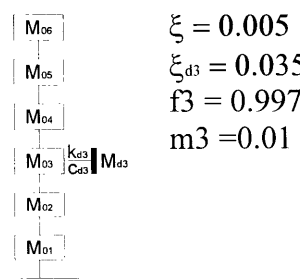 M06
M05
M04
M03 Kd3 Cd3 Md3
M02
M01
ξ = 0.005
ξd3 = 0.035
f3 = 0.997
m3 =0.01